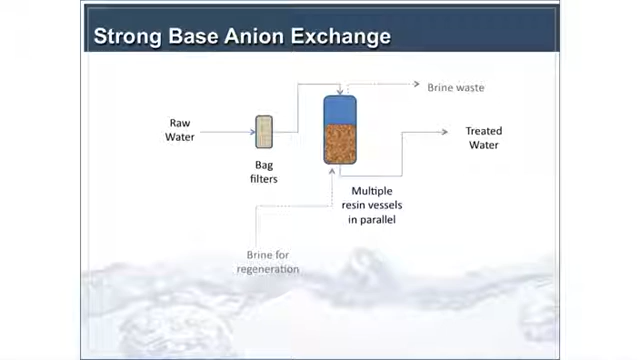 Strong Base Anion Exchange
Brine waste
Raw
Water
Treated
Water
Bag
filters
Multiple
resin vessels
in parallel
Brine for
regeneration